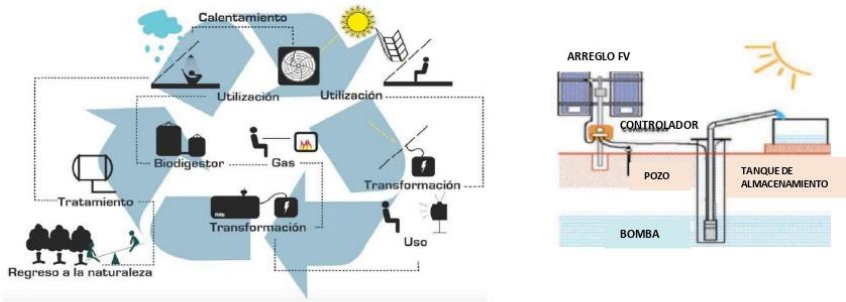 Calentamiento
Utilización
Utilización
Biodigestor
Gas
Transformación
Tratamiento
Transformación
Uso
Regreso a la naturaleza
ARREGLO FV
CONTROLADOR
POZO
TANQUE DE
ALMACENAMIENTO
BOMBA